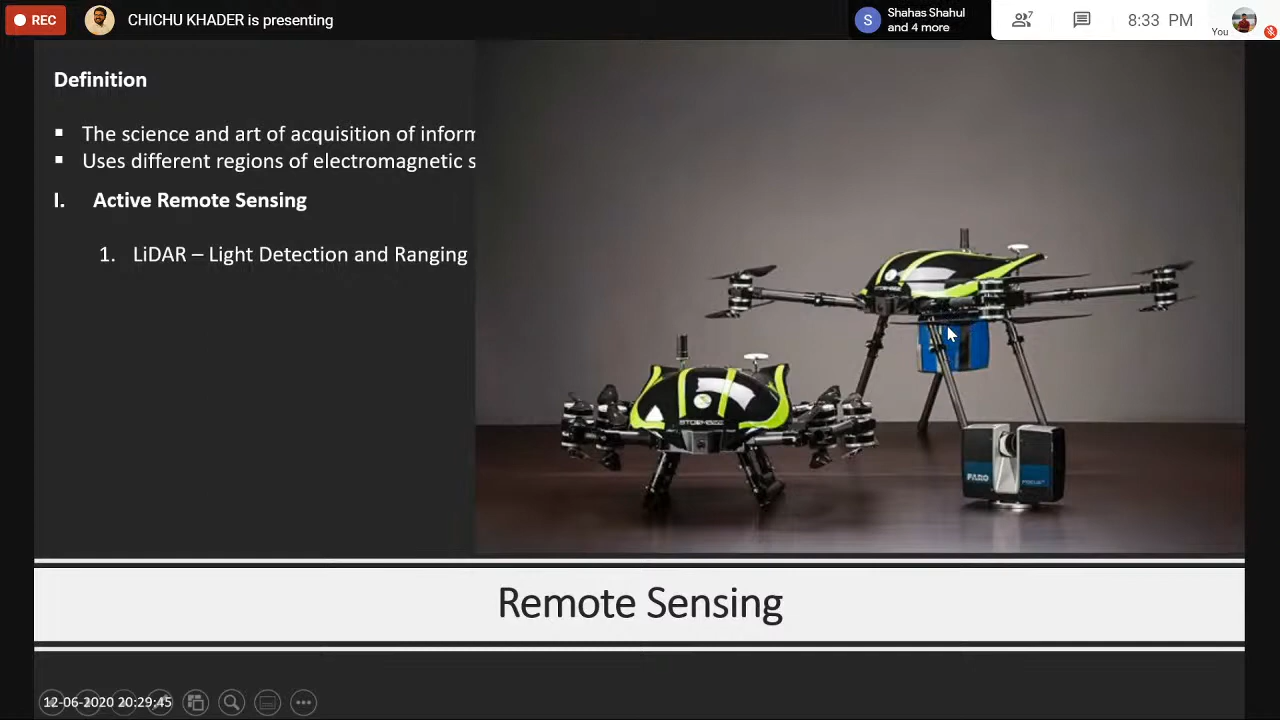 REC
CHICHU KHADER is presenting
S
Shahas Shahul
and 4 more
7
8:33 PM
You
Definition
▪ The science and art of acquisition of inform
▪ Uses different regions of electromagnetic s
I. Active Remote Sensing
1. LiDAR – Light Detection and Ranging
STORMBEE
FARO
Remote Sensing
12-06-2020 20:29:45